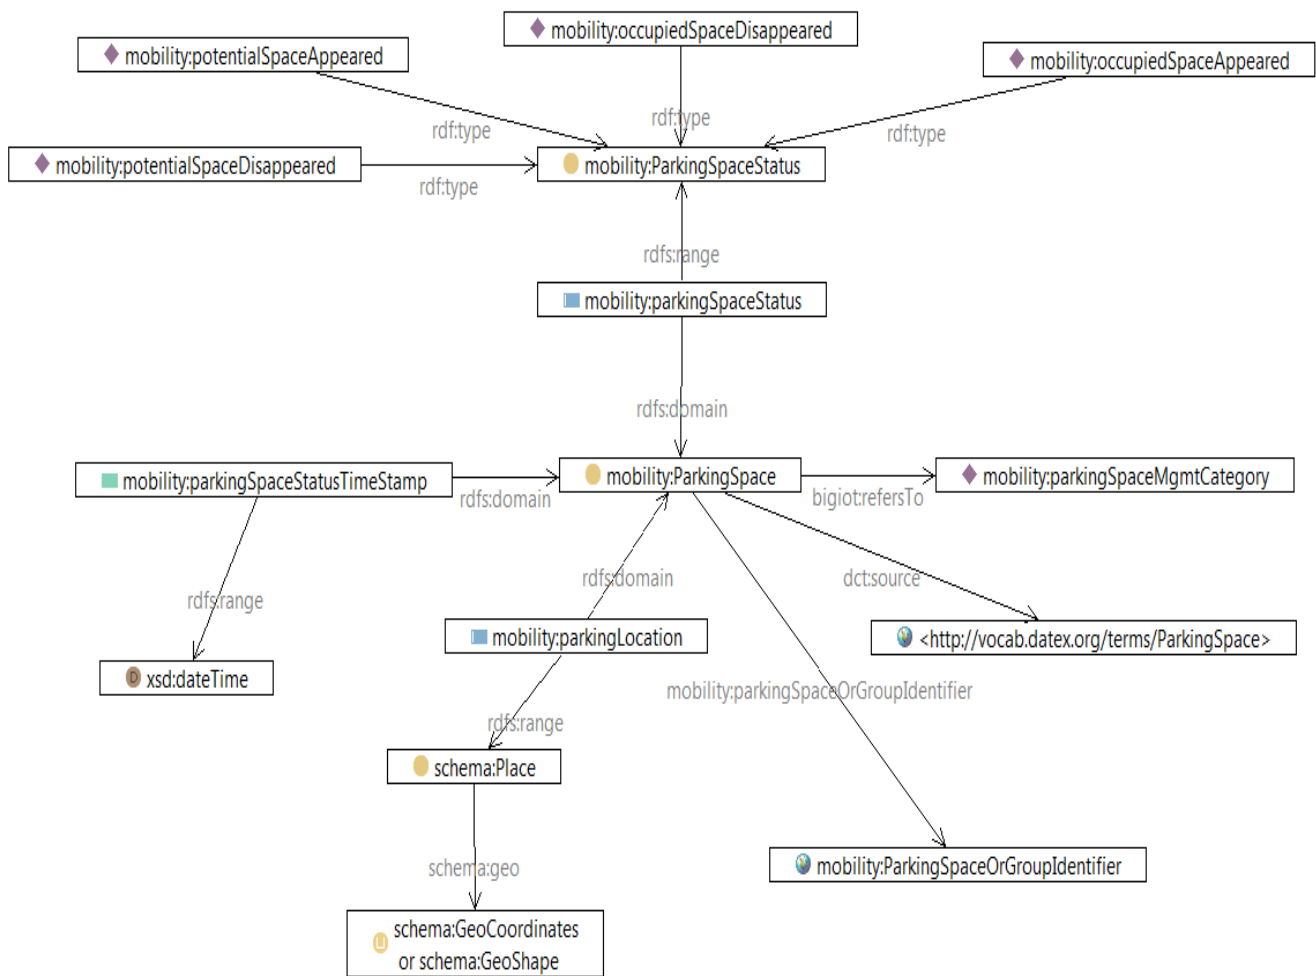 mobility:occupiedSpaceDisappeared
mobility:potentialSpaceAppeared
mobility:occupiedSpaceAppeared
rdf:type
rdf:type
rdf:type
mobility:potentialSpaceDisappeared
mobility:ParkingSpaceStatus
rdf:type
rdfs:range
mobility:parkingSpaceStatus
rdfs:domain
mobility:parkingSpaceStatusTimeStamp
mobility:ParkingSpace
mobility:parkingSpaceMgmtCategory
rdfs:domain
bigiot:refersTo
rdfs:domain
dct:source
rdfs:range
mobility:parkingLocation
<http://vocab.datex.org/terms/ParkingSpace>
D xsd:dateTime
mobility:parkingSpaceOrGroupIdentifier
rdfs:range
schema:Place
schema:geo
mobility:ParkingSpaceOrGroupIdentifier
schema:GeoCoordinates
or schema:GeoShape